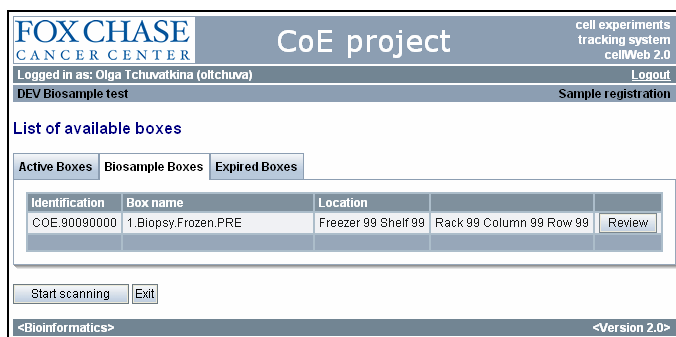 FOX CHASE
CANCER CENTER
CoE project
cell experiments
tracking system
cellWeb 2.0
Logged in as: Olga Tchuvatkina (oltchuva) Logout
DEV Biosample test Sample registration
List of available boxes
Active Boxes Biosample Boxes Expired Boxes
Identification Box name Location
COE.90090000 1.Biopsy.Frozen.PRE Freezer 99 Shelf 99 Rack 99 Column 99 Row 99 Review
Start scanning Exit
<Bioinformatics> <Version 2.0>